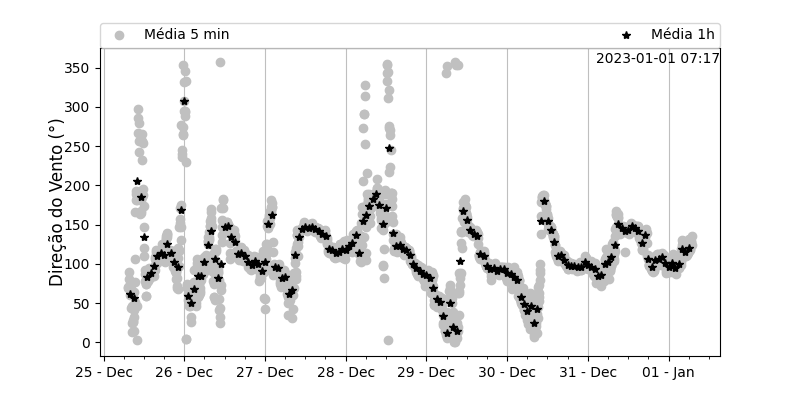 Média 5 min
Média 1h
2023-01-01 07:17
Direção do Vento (°)
350
300
250
200
150
100
50
0
25 - Dec
26 - Dec
27 - Dec
28 - Dec
29 - Dec
30 - Dec
31 - Dec
01 - Jan